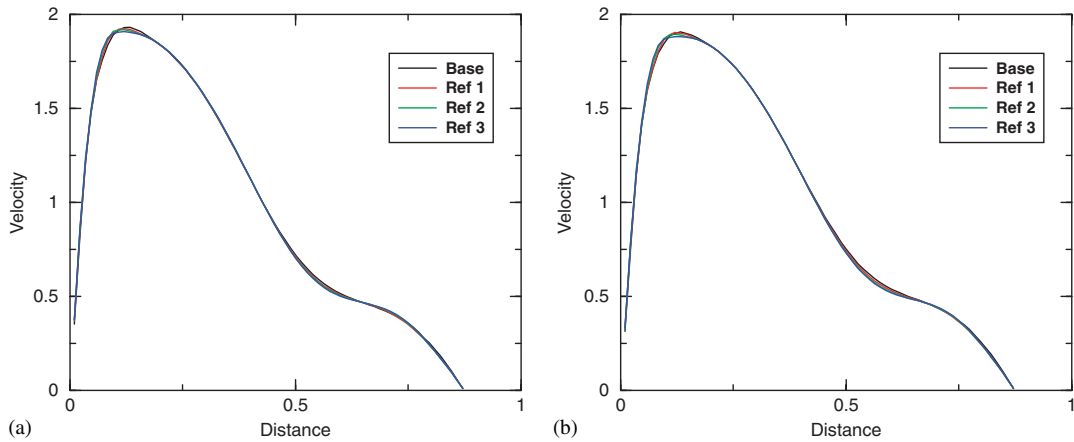 2
1.5
1
0.5
0
Velocity
Base
Ref 1
Ref 2
Ref 3
0
0.5
1
Distance
(a)
2
1.5
1
0.5
0
Velocity
Base
Ref 1
Ref 2
Ref 3
0
0.5
1
Distance
(b)